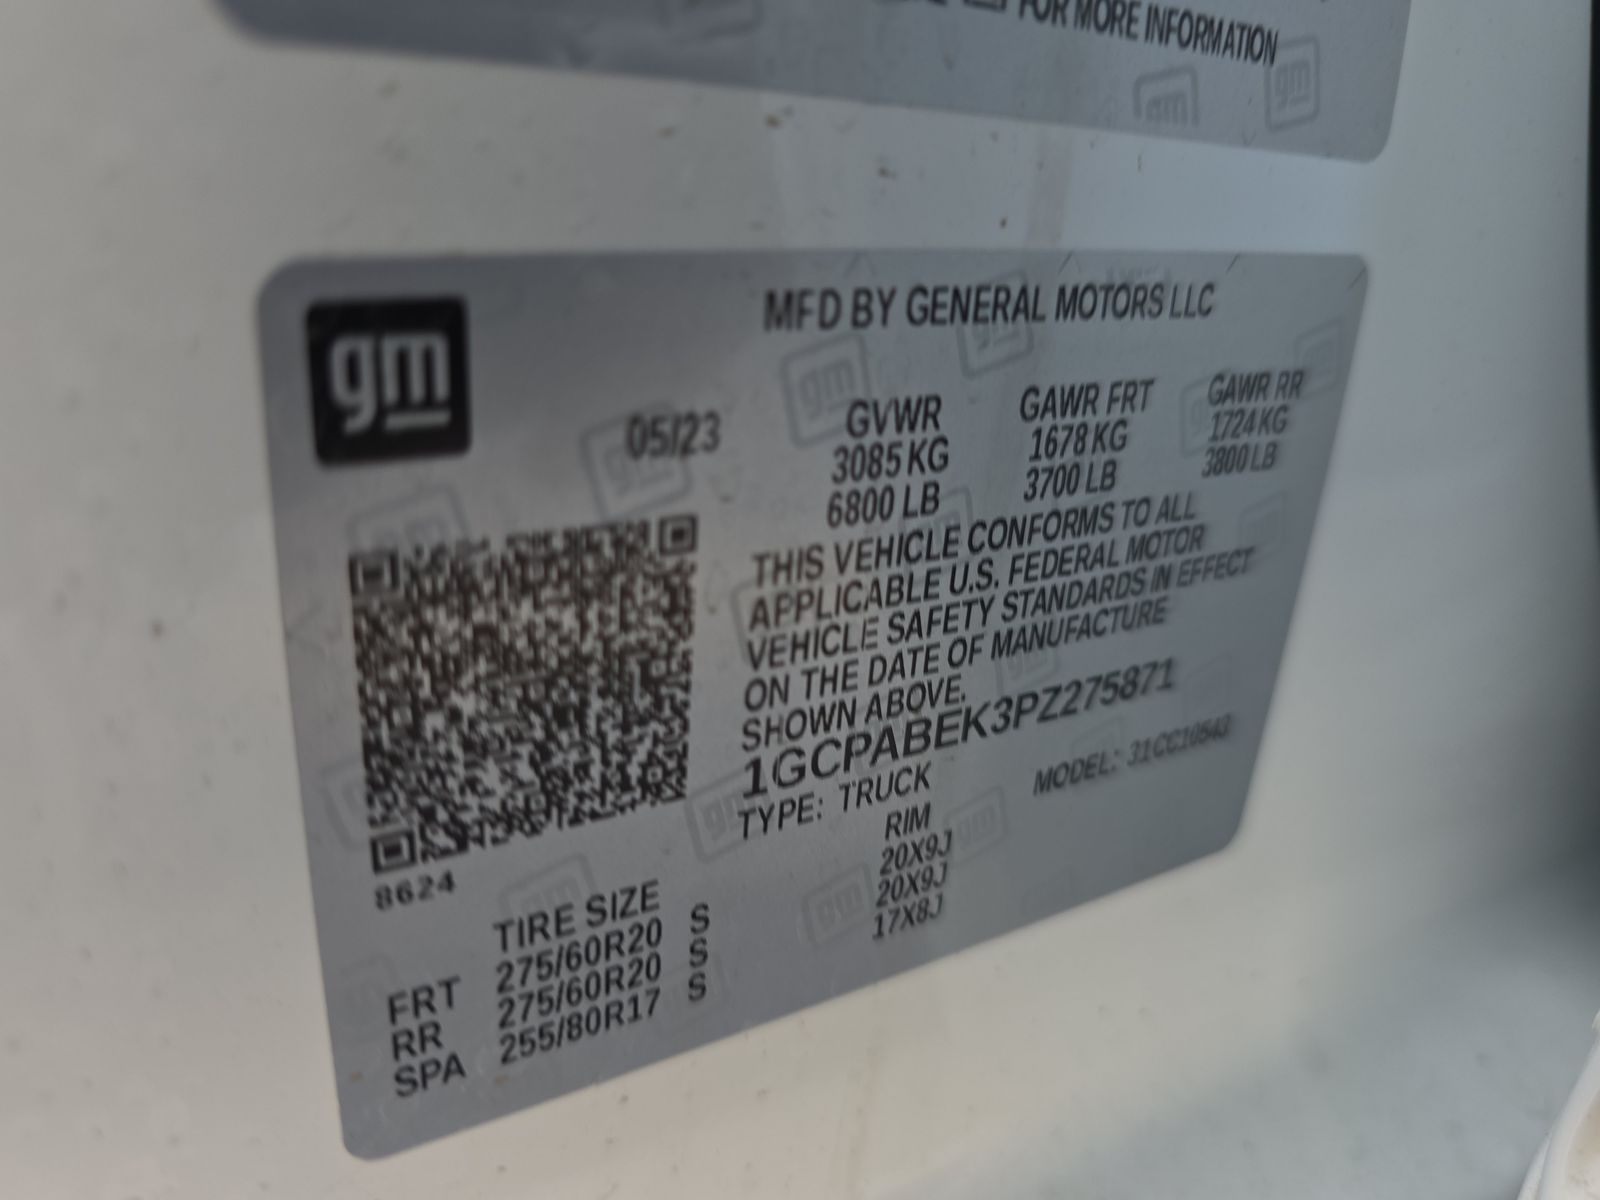 FOR MORE INFORMATION
gm
MFD BY GENERAL MOTORS LLC
05/23
GVWR GAWR FRT GAWR RR
3085 KG 1678 KG 1724 KG
6800 LB 3700 LB 3800 LB
THIS VEHICLE CONFORMS TO ALL
APPLICABLE U.S. FEDERAL MOTOR
VEHICLE SAFETY STANDARDS IN EFFECT
ON THE DATE OF MANUFACTURE
SHOWN ABOVE.
1GCPABEK3PZ275871
TYPE: TRUCK MODEL: 31CC10543
8624
TIRE SIZE RIM
FRT 275/60R20 S 20X9J
RR 275/60R20 S 20X9J
SPA 255/80R17 S 17X8J